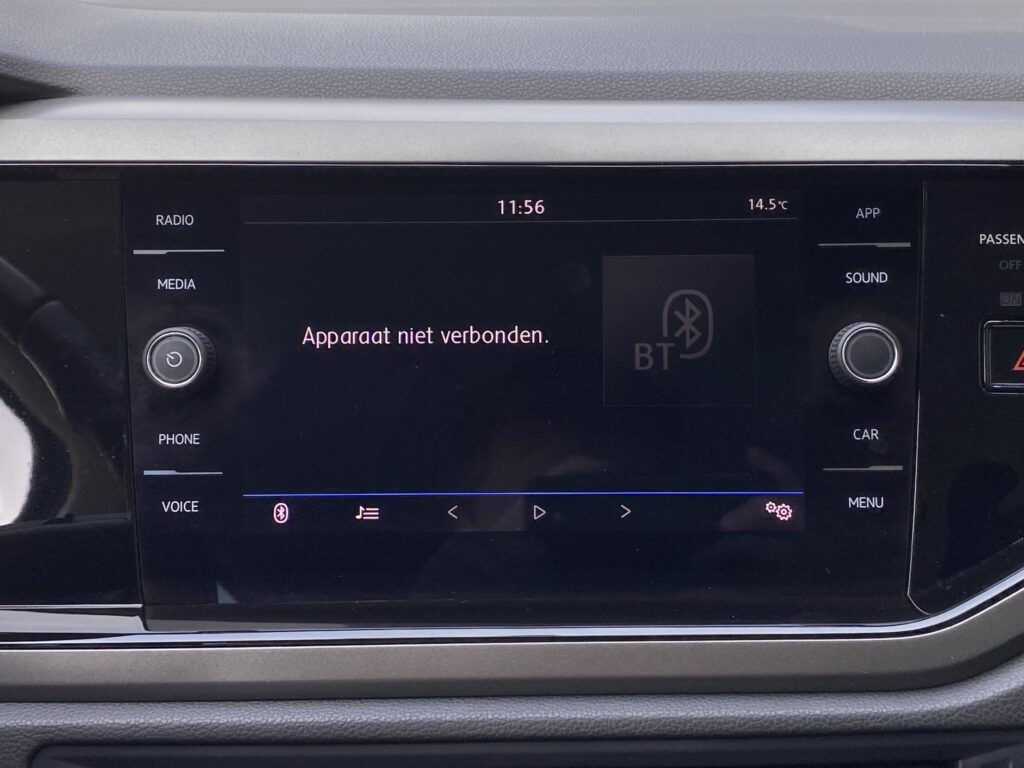 11:56
14.5°C
RADIO
MEDIA
PHONE
VOICE
Apparaat niet verbonden.
BT
APP
SOUND
CAR
MENU
PASSEN
OFF
ON